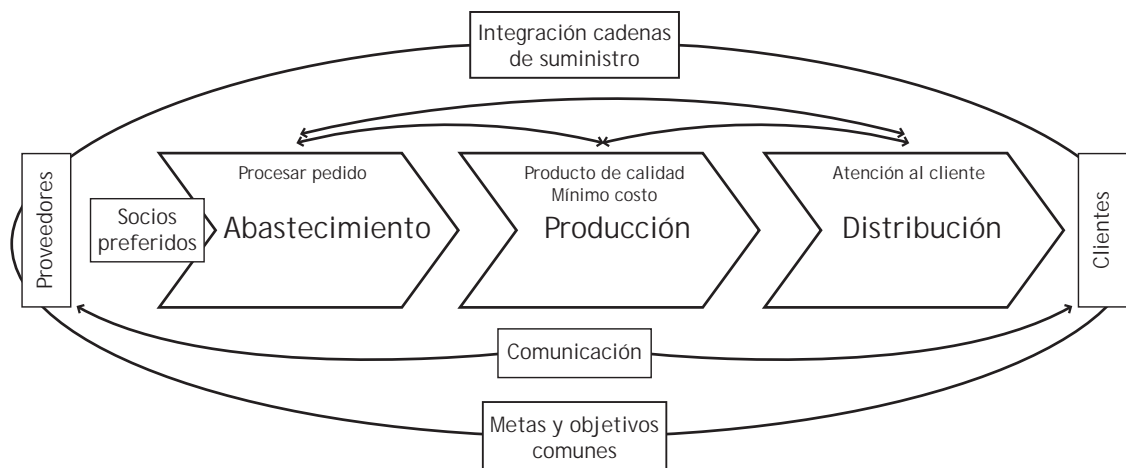 Integración cadenas
de suministro
Proveedores
Socios
preferidos
Procesar pedido
Abastecimiento
Producto de calidad
Mínimo costo
Producción
Atención al cliente
Distribución
Clientes
Comunicación
Metas y objetivos
comunes